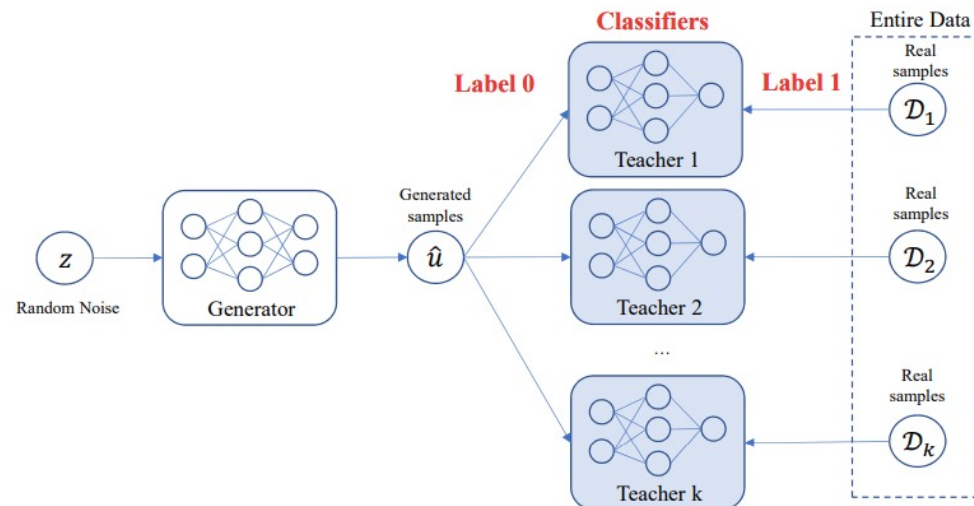 Classifiers
Entire Data
Real
samples
Label 0
Label 1
𝒟1
Teacher 1
Generated
samples
Real
samples
z
û
𝒟2
Random Noise
Generator
Teacher 2
...
Real
samples
𝒟k
Teacher k